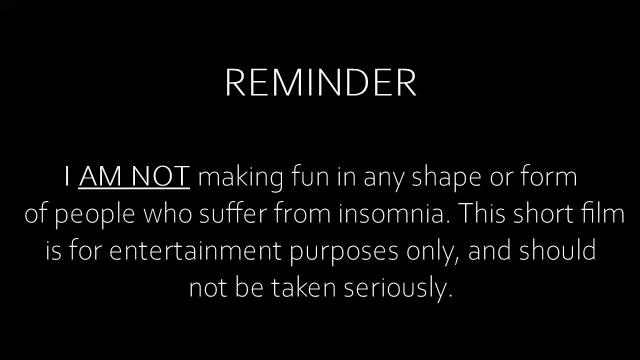 REMINDER
I AM NOT making fun in any shape or form
of people who suffer from insomnia. This short film
is for entertainment purposes only, and should
not be taken seriously.